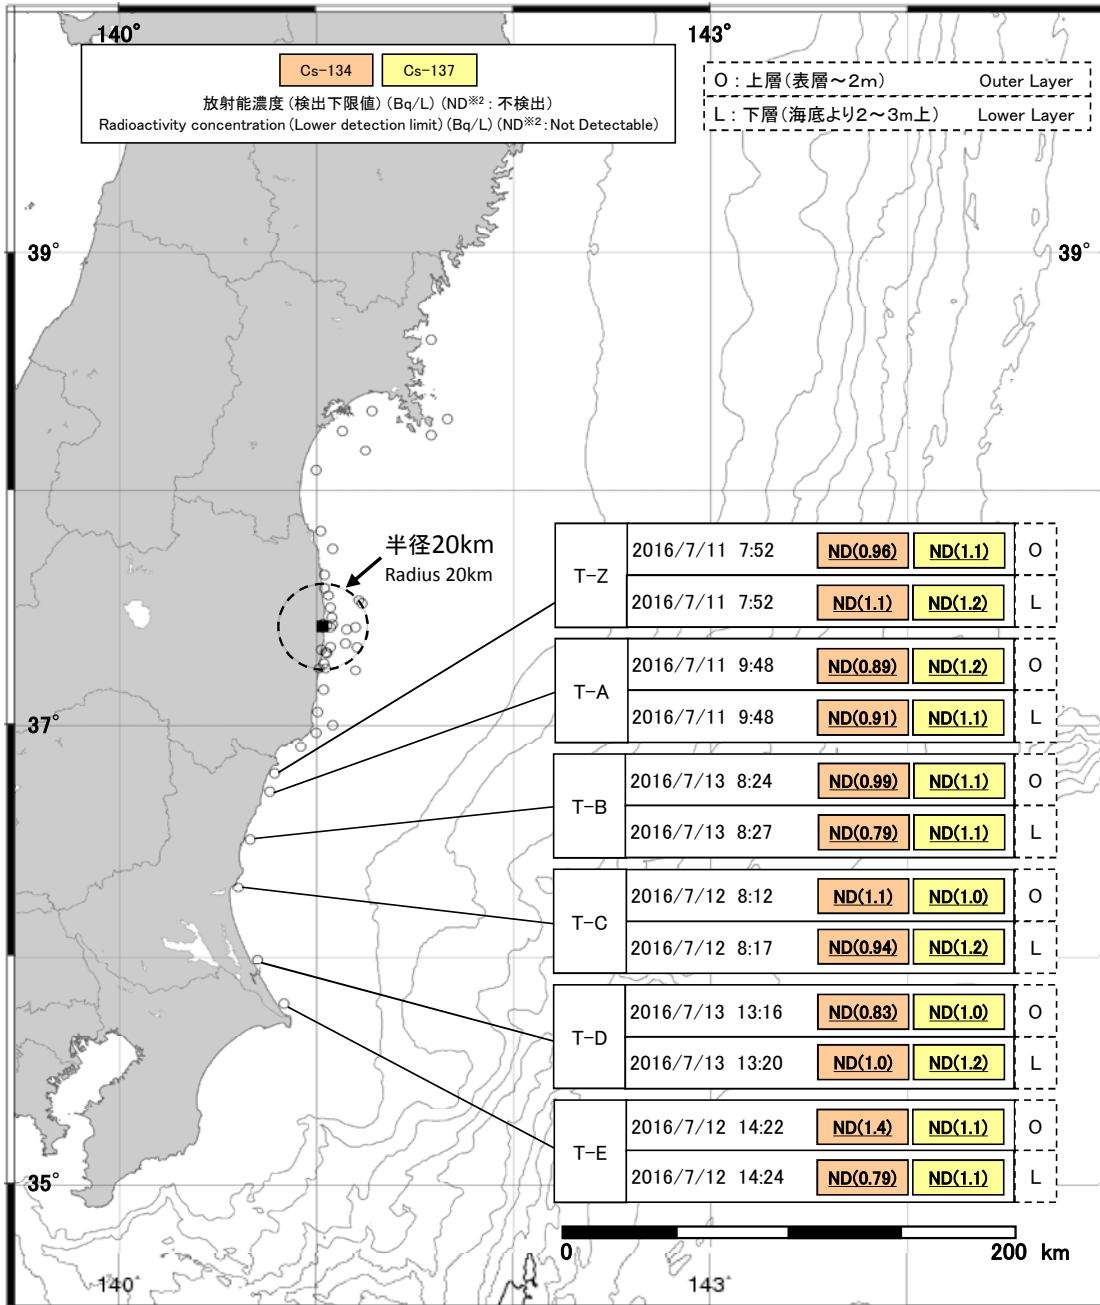 140°
143°
Cs-134 Cs-137
放射能濃度(検出下限値)(Bq/L)(ND※2:不検出)
Radioactivity concentration(Lower detection limit)(Bq/L)(ND※2:Not Detectable)
O:上層(表層～2m) Outer Layer
L:下層(海底より2～3m上) Lower Layer
39° 39°
半径20km
Radius 20km
T-Z
2016/7/11 7:52 ND(0.96) ND(1.1) O
2016/7/11 7:52 ND(1.1) ND(1.2) L
T-A
2016/7/11 9:48 ND(0.89) ND(1.2) O
2016/7/11 9:48 ND(0.91) ND(1.1) L
37°
T-B
2016/7/13 8:24 ND(0.99) ND(1.1) O
2016/7/13 8:27 ND(0.79) ND(1.1) L
T-C
2016/7/12 8:12 ND(1.1) ND(1.0) O
2016/7/12 8:17 ND(0.94) ND(1.2) L
T-D
2016/7/13 13:16 ND(0.83) ND(1.0) O
2016/7/13 13:20 ND(1.0) ND(1.2) L
T-E
2016/7/12 14:22 ND(1.4) ND(1.1) O
2016/7/12 14:24 ND(0.79) ND(1.1) L
35°
0 200 km
140° 143°